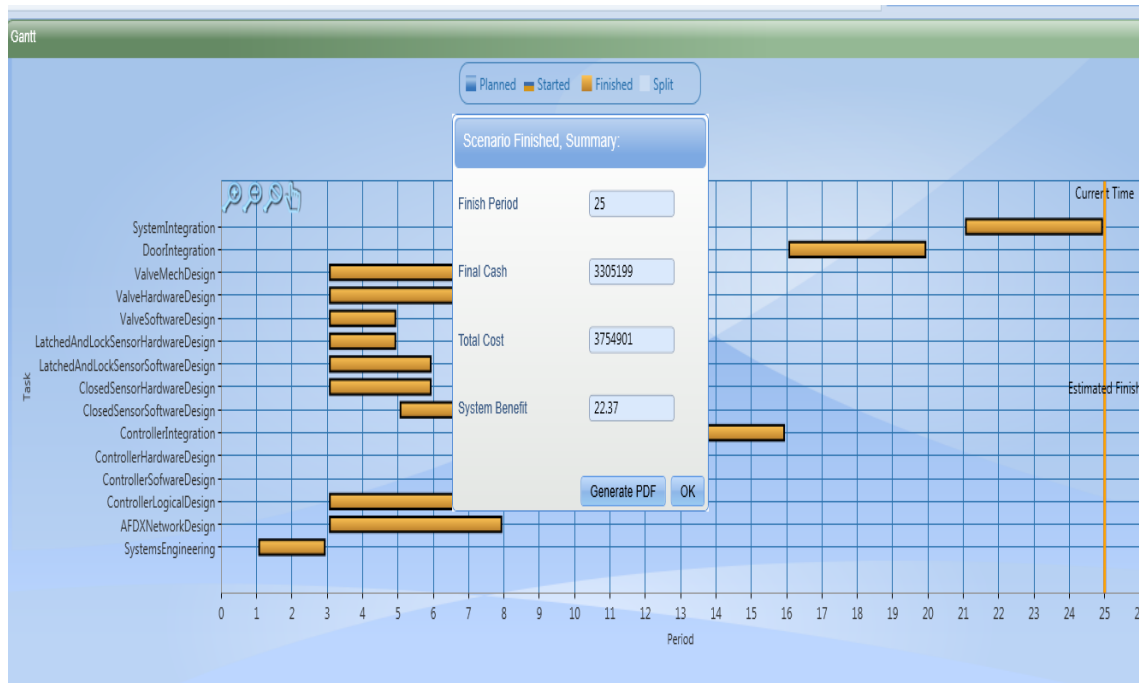 Gantt
Planned Started Finished Split
Scenario Finished, Summary:
Finish Period 25
Final Cash 3305199
Total Cost 3754901
System Benefit 22.37
Generate PDF OK
Current Time
Estimated Finish
Task
SystemIntegration
DoorIntegration
ValveMechDesign
ValveHardwareDesign
ValveSoftwareDesign
LatchedAndLockSensorHardwareDesign
LatchedAndLockSensorSoftwareDesign
ClosedSensorHardwareDesign
ClosedSensorSoftwareDesign
ControllerIntegration
ControllerHardwareDesign
ControllerSofwareDesign
ControllerLogicalDesign
AFDXNetworkDesign
SystemsEngineering
0 1 2 3 4 5 6 7 8 9 10 11 12 13 14 15 16 17 18 19 20 21 22 23 24 25 2
Period